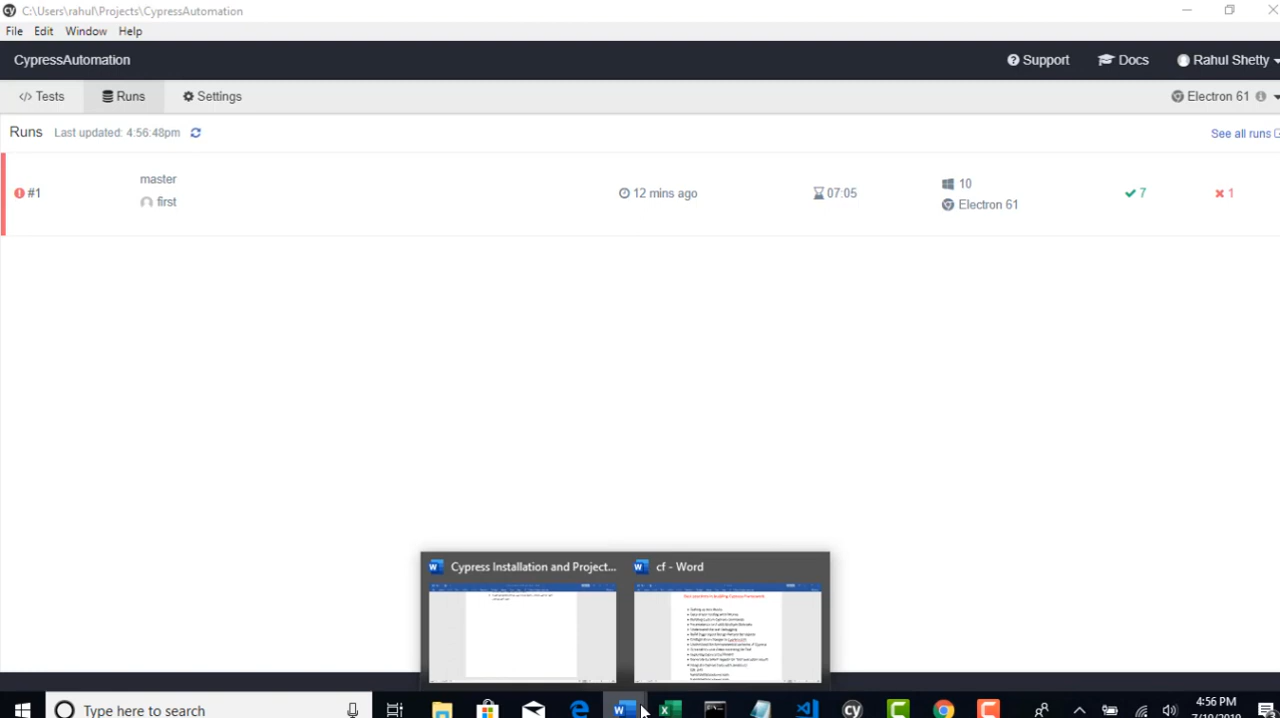 cy C:\Users\rahul\Projects\CypressAutomation
File Edit Window Help
CypressAutomation Support Docs Rahul Shetty
</> Tests Runs Settings Electron 61
Runs Last updated: 4:56:48pm See all runs
#1 master 12 mins ago 07:05 10 7 1
first Electron 61
Cypress Installation and Project... cf - Word
Type here to search cy 4:56 PM